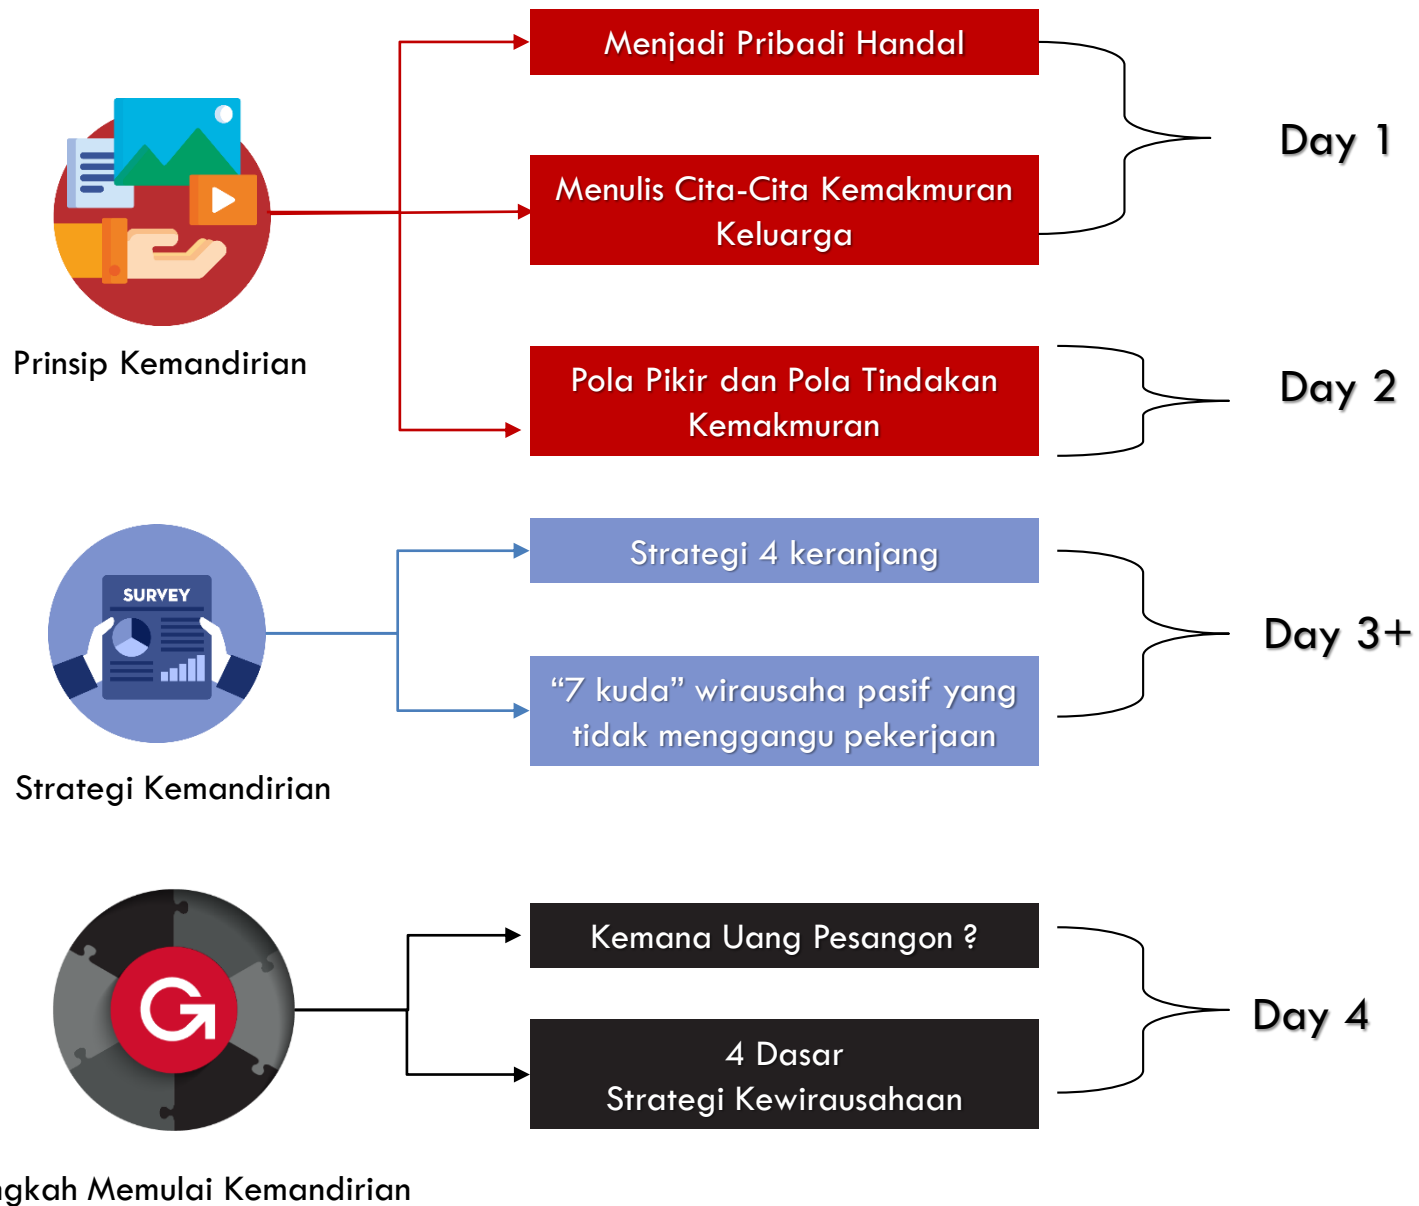 Menjadi Pribadi Handal
Day 1
Menulis Cita-Cita Kemakmuran
Keluarga
Prinsip Kemandirian
Pola Pikir dan Pola Tindakan
Kemakmuran
Day 2
Strategi 4 keranjang
SURVEY
Day 3+
“7 kuda” wirausaha pasif yang
tidak menggangu pekerjaan
Strategi Kemandirian
Kemana Uang Pesangon ?
G
Day 4
4 Dasar
Strategi Kewirausahaan
Memulai Kemandirian